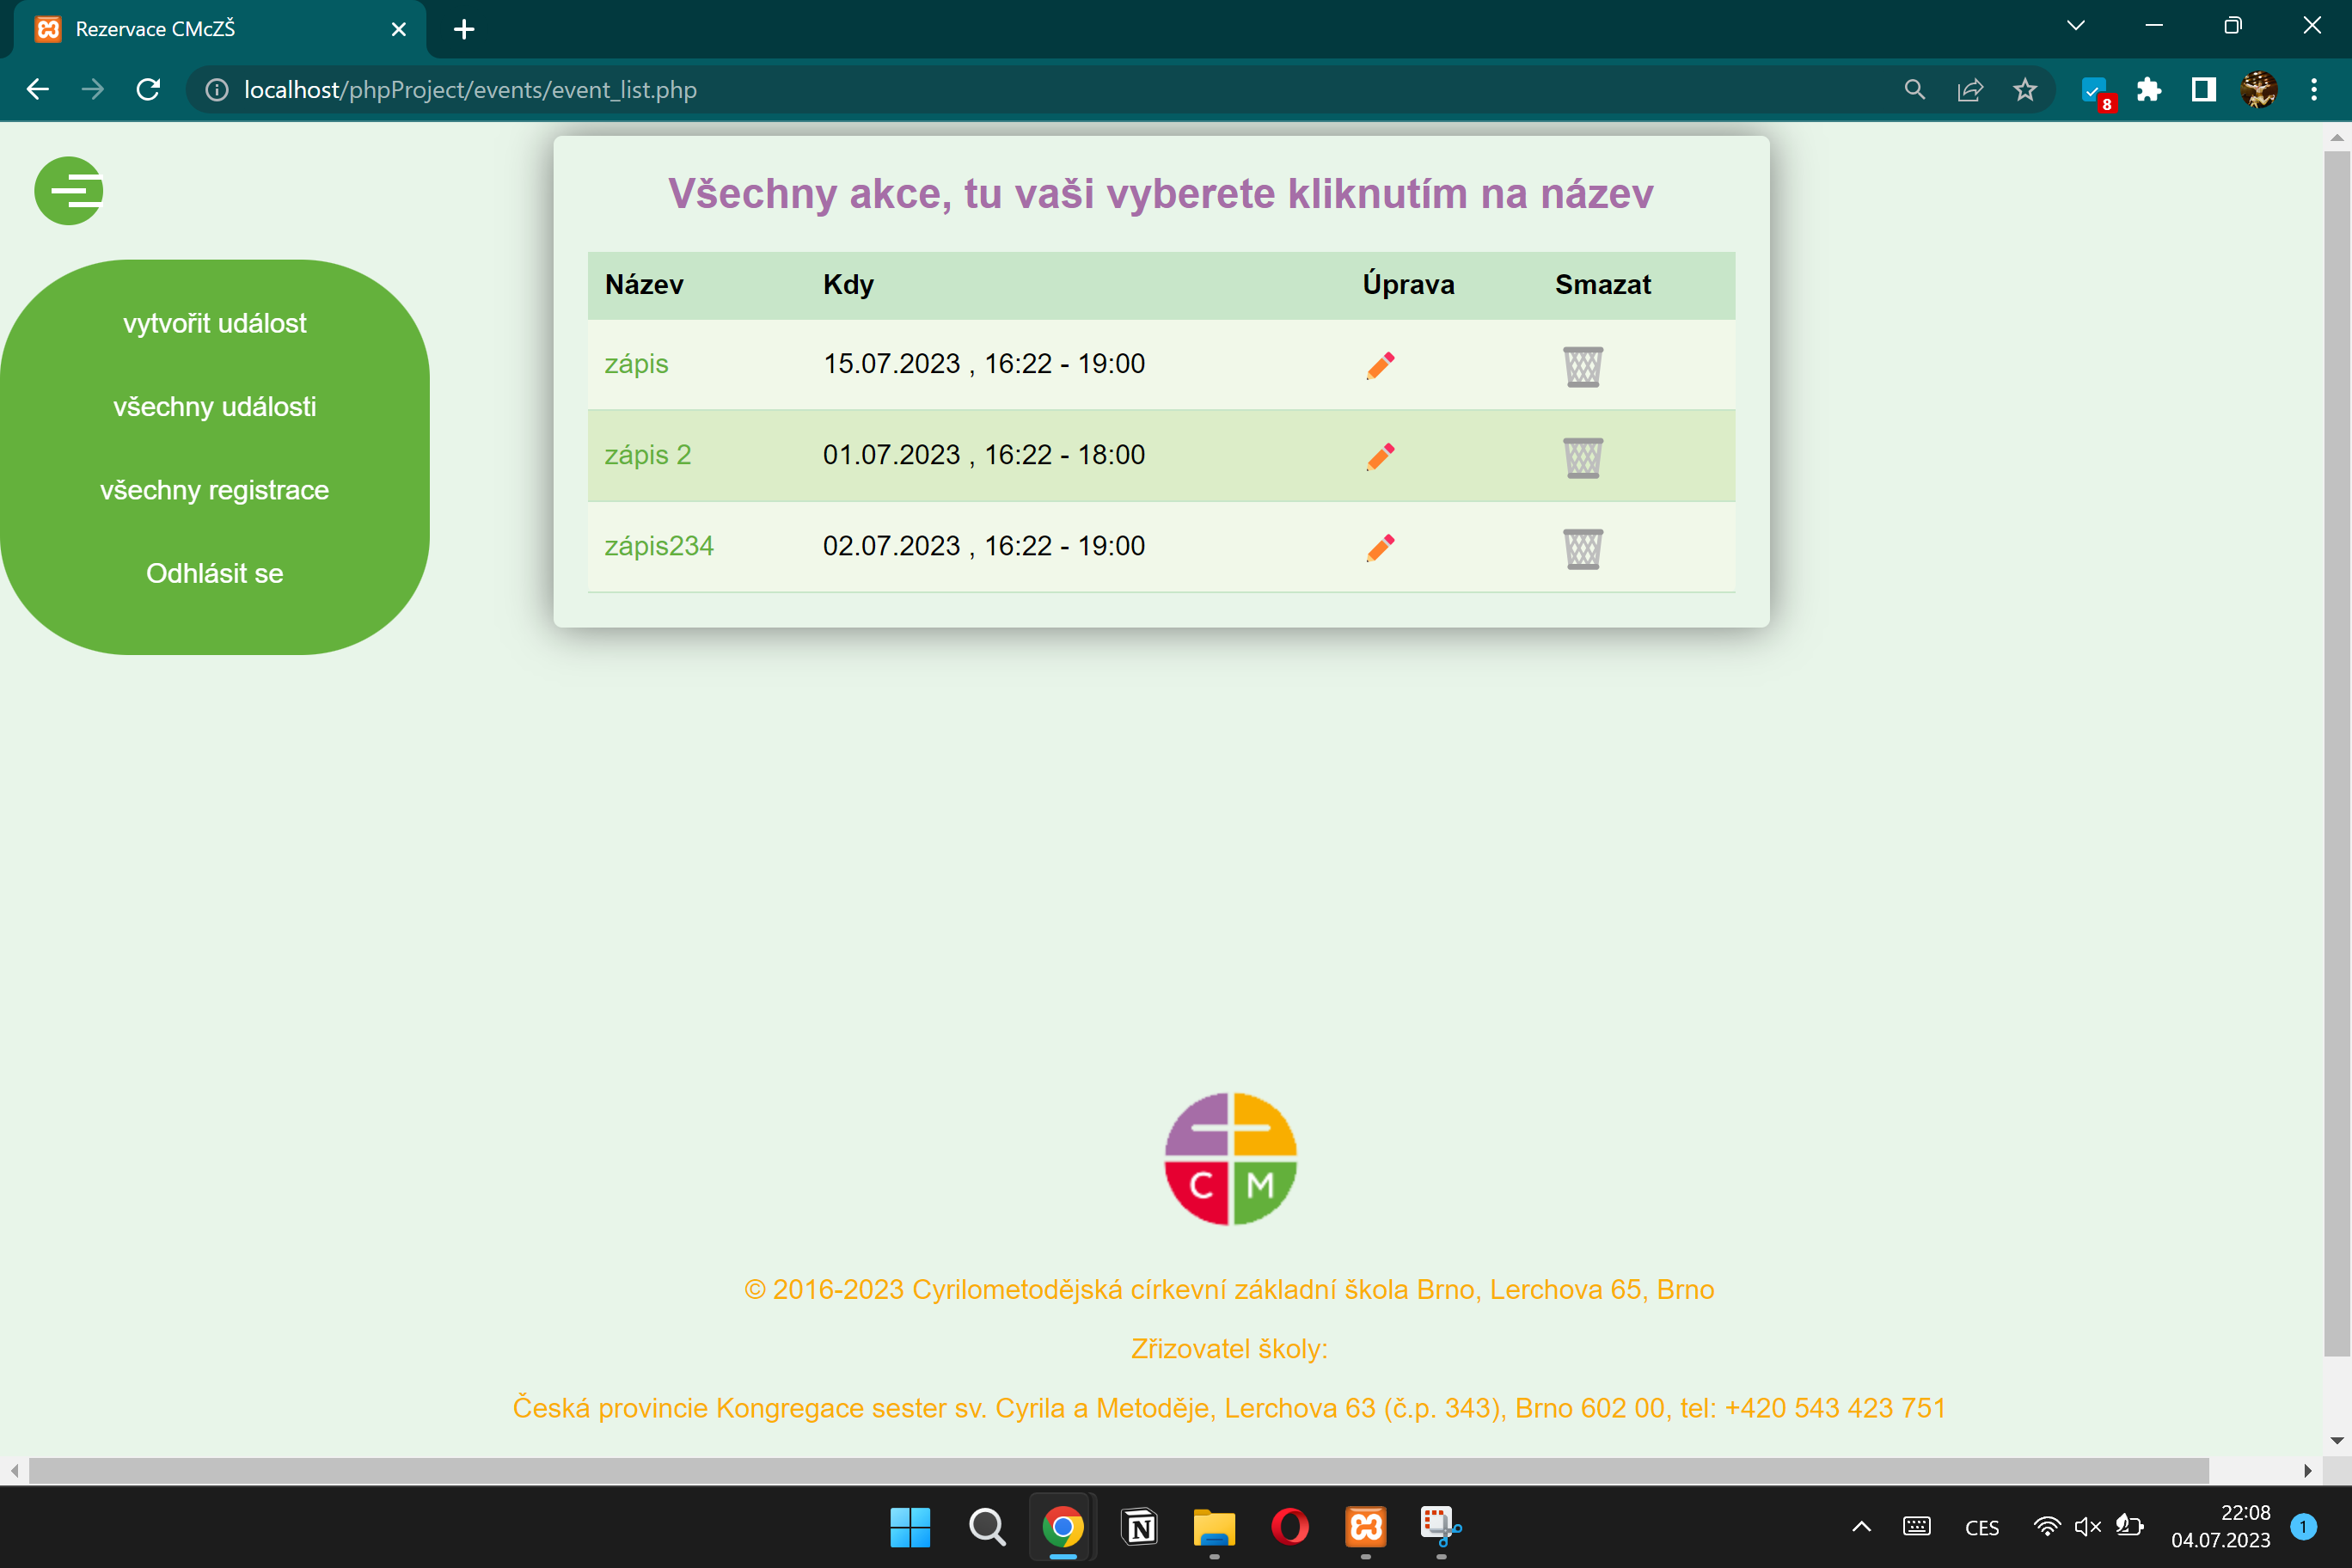 Rezervace CMcZŠ
localhost/phpProject/events/event_list.php
8
Všechny akce, tu vaši vyberete kliknutím na název
Název Kdy Úprava Smazat
zápis 15.07.2023 , 16:22 - 19:00
zápis 2 01.07.2023 , 16:22 - 18:00
zápis234 02.07.2023 , 16:22 - 19:00
vytvořit událost
všechny události
všechny registrace
Odhlásit se
C M
© 2016-2023 Cyrilometodějská církevní základní škola Brno, Lerchova 65, Brno
Zřizovatel školy:
Česká provincie Kongregace sester sv. Cyrila a Metoděje, Lerchova 63 (č.p. 343), Brno 602 00, tel: +420 543 423 751
N
CES
22:08
04.07.2023
1